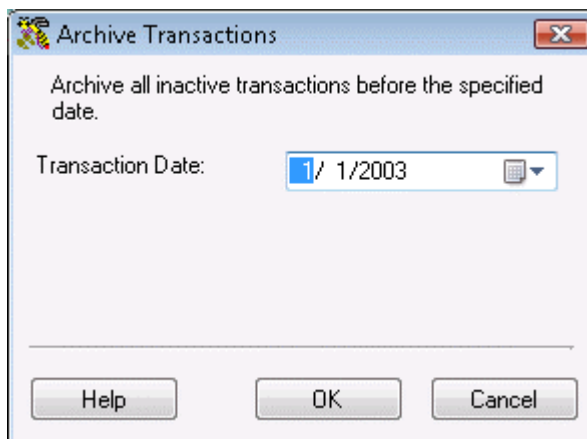 Archive Transactions
Archive all inactive transactions before the specified
date.
Transaction Date: 1/ 1/2003
Help OK Cancel